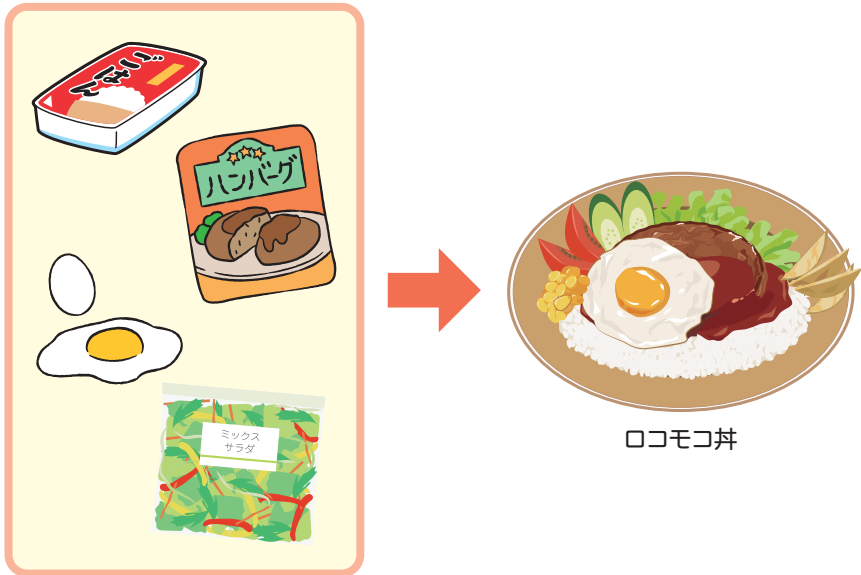 ごはん
ハンバーグ
ミックス
サラダ
ロコモコ丼